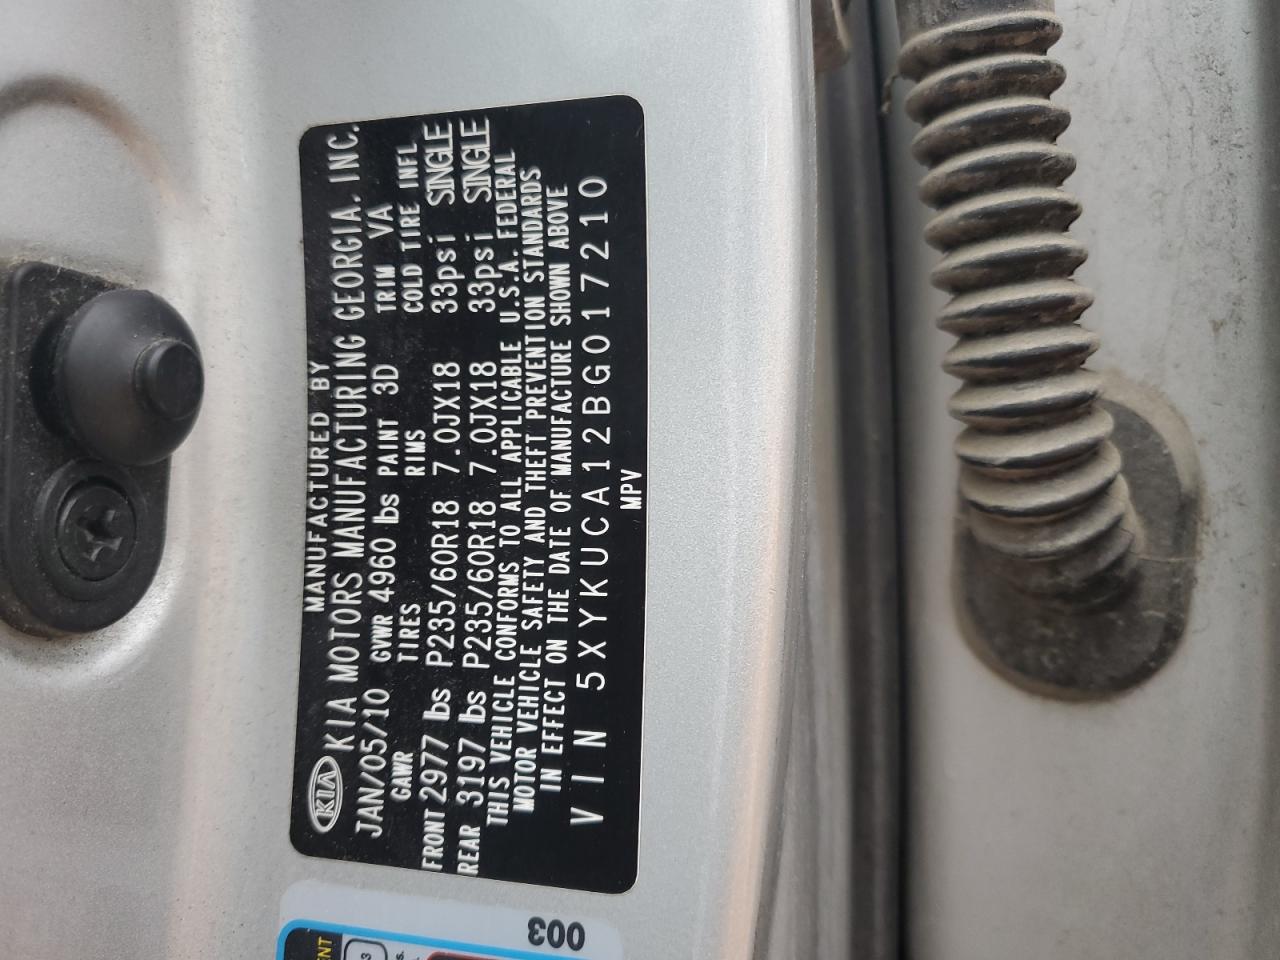 MANUFACTURED BY
KIA KIA MOTORS MANUFACTURING GEORGIA, INC.
JAN/05/10 GVWR 4960 lbs PAINT 3D TRIM VA
GAWR TIRES RIMS COLD TIRE INFL
FRONT 2977 lbs P235/60R18 7.0JX18 33psi SINGLE
REAR 3197 lbs P235/60R18 7.0JX18 33psi SINGLE
THIS VEHICLE CONFORMS TO ALL APPLICABLE U.S.A. FEDERAL
MOTOR VEHICLE SAFETY AND THEFT PREVENTION STANDARDS
IN EFFECT ON THE DATE OF MANUFACTURE SHOWN ABOVE
VIN 5XYKUCA12BG017210
MPV
003